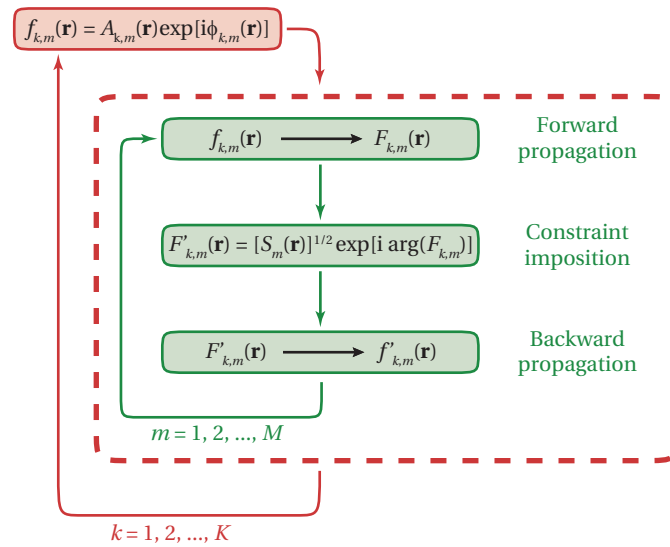 f_{k,m}(r) = A_{k,m}(r)exp[iϕ_{k,m}(r)]
f_{k,m}(r) ⟶ F_{k,m}(r)
Forward
propagation
F'_{k,m}(r) = [S_m(r)]^{1/2} exp[i arg(F_{k,m})]
Constraint
imposition
F'_{k,m}(r) ⟶ f'_{k,m}(r)
Backward
propagation
m = 1, 2, ..., M
k = 1, 2, ..., K